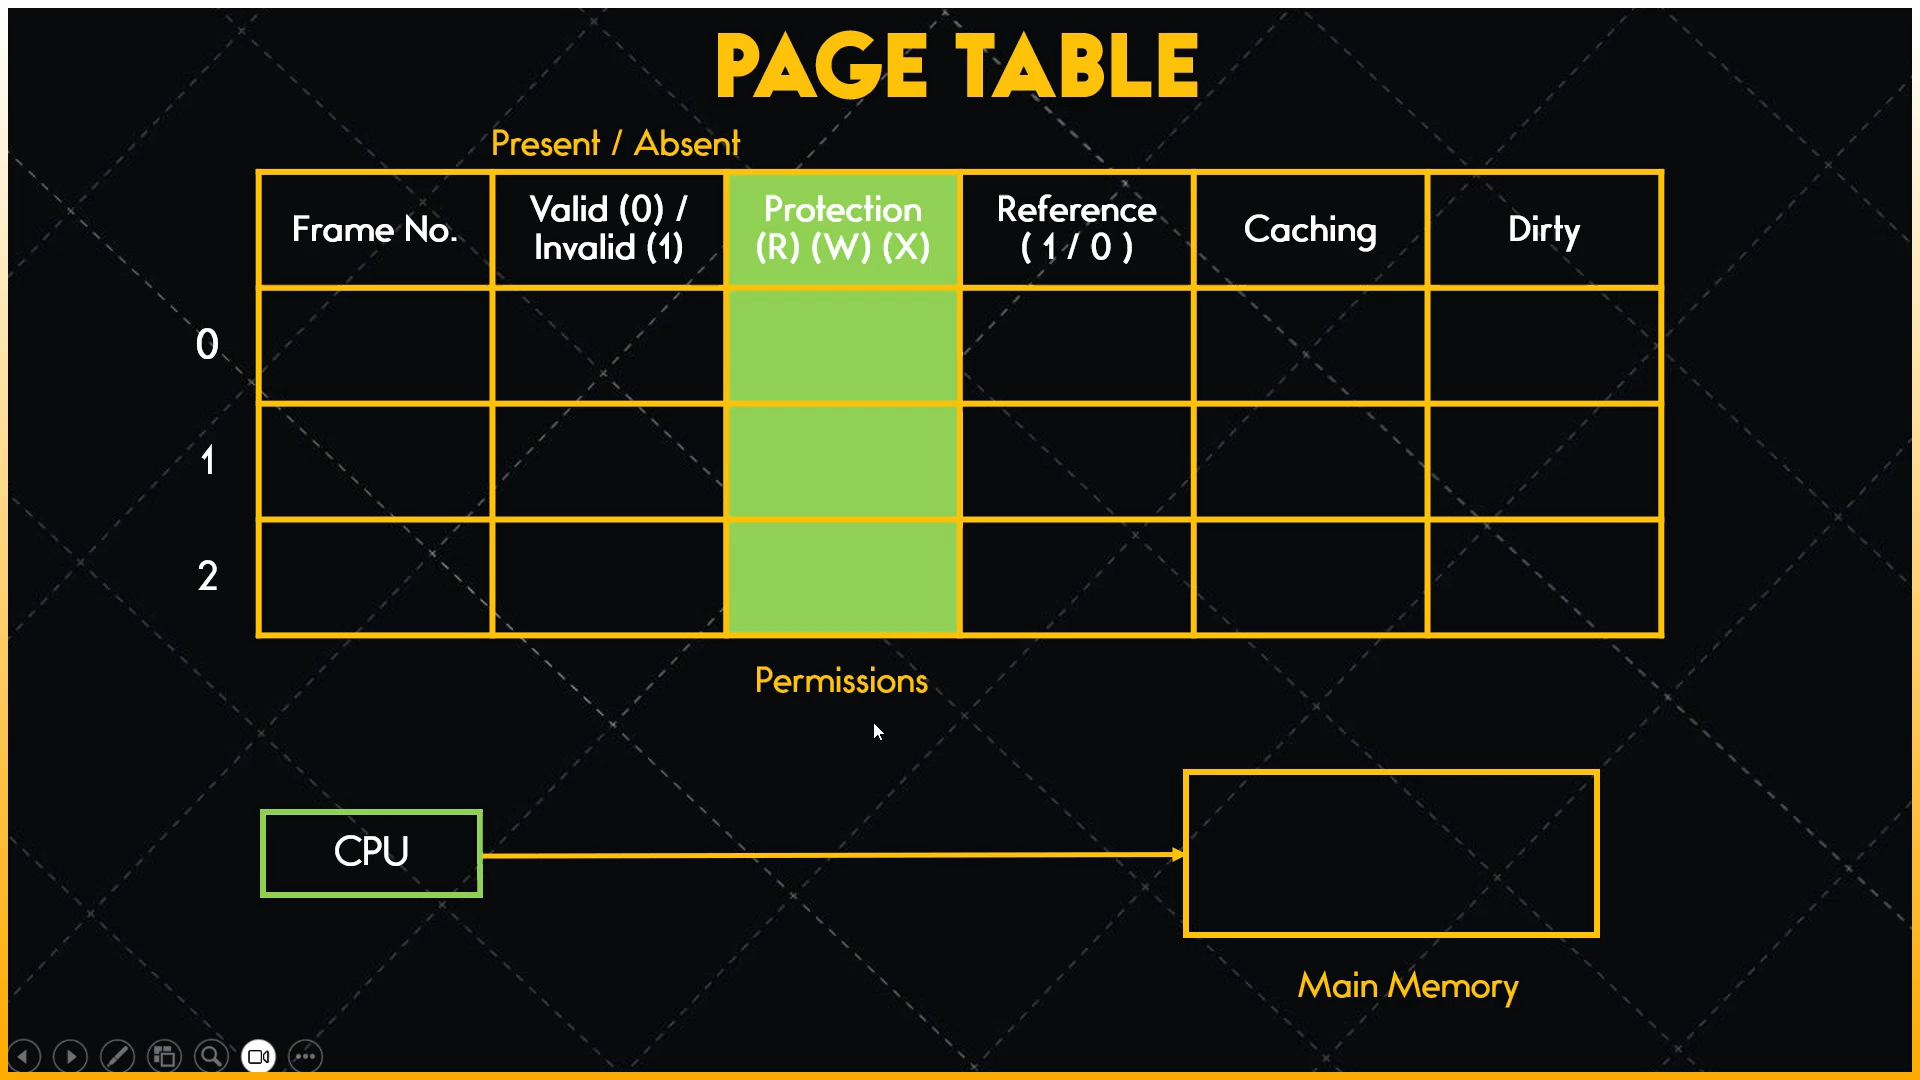 PAGE TABLE
Present / Absent
Frame No.
Valid (0) /
Invalid (1)
Protection
(R) (W) (X)
Reference
( 1 / 0 )
Caching
Dirty
0
1
2
Permissions
CPU
Main Memory